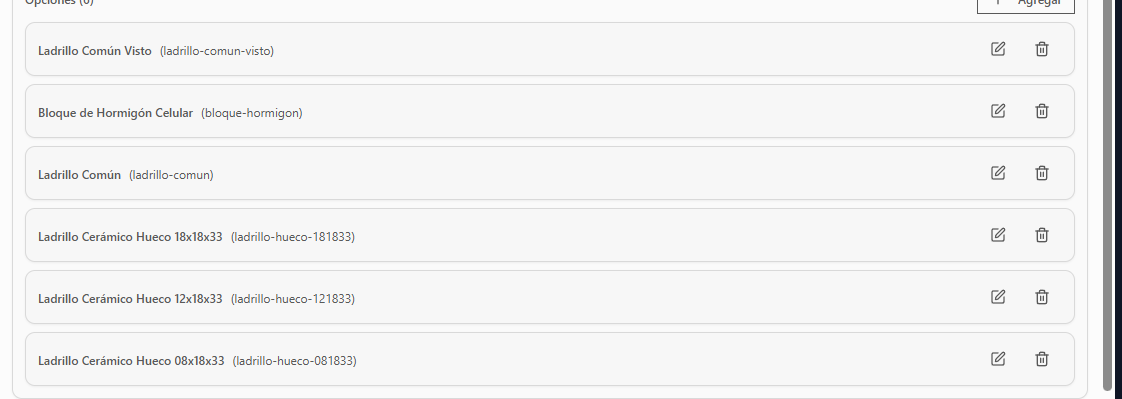 Opciones (6)
Agregar
Ladrillo Común Visto (ladrillo-comun-visto)
Bloque de Hormigón Celular (bloque-hormigon)
Ladrillo Común (ladrillo-comun)
Ladrillo Cerámico Hueco 18x18x33 (ladrillo-hueco-181833)
Ladrillo Cerámico Hueco 12x18x33 (ladrillo-hueco-121833)
Ladrillo Cerámico Hueco 08x18x33 (ladrillo-hueco-081833)